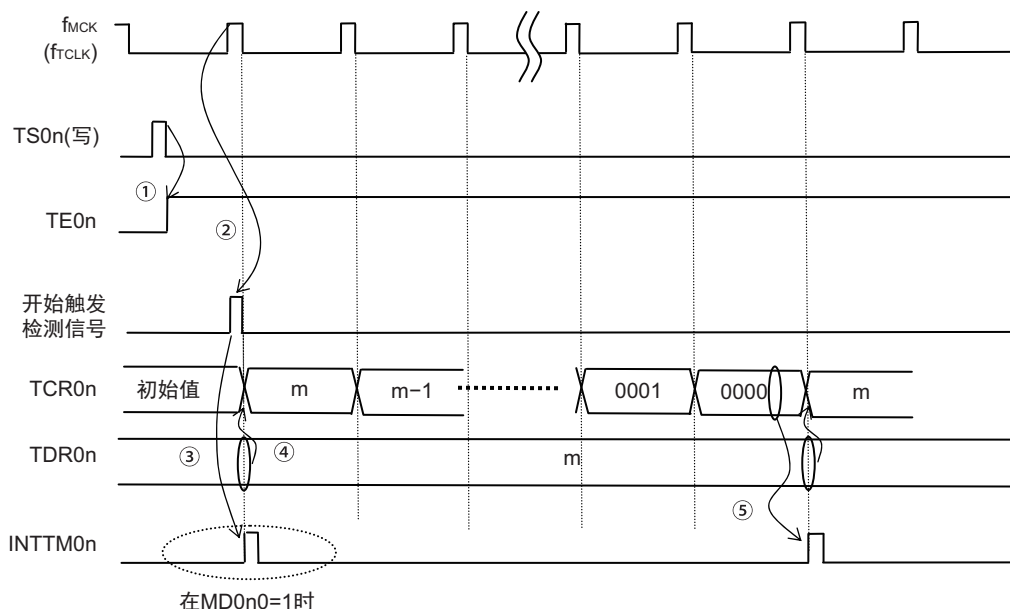 fMCK
(fTCLK)
TS0n(写)
①
TE0n
②
开始触发
检测信号
TCR0n
初始值
m
m−1
0001
0000
m
TDR0n
③
④
m
⑤
INTTM0n
在MD0n0=1时